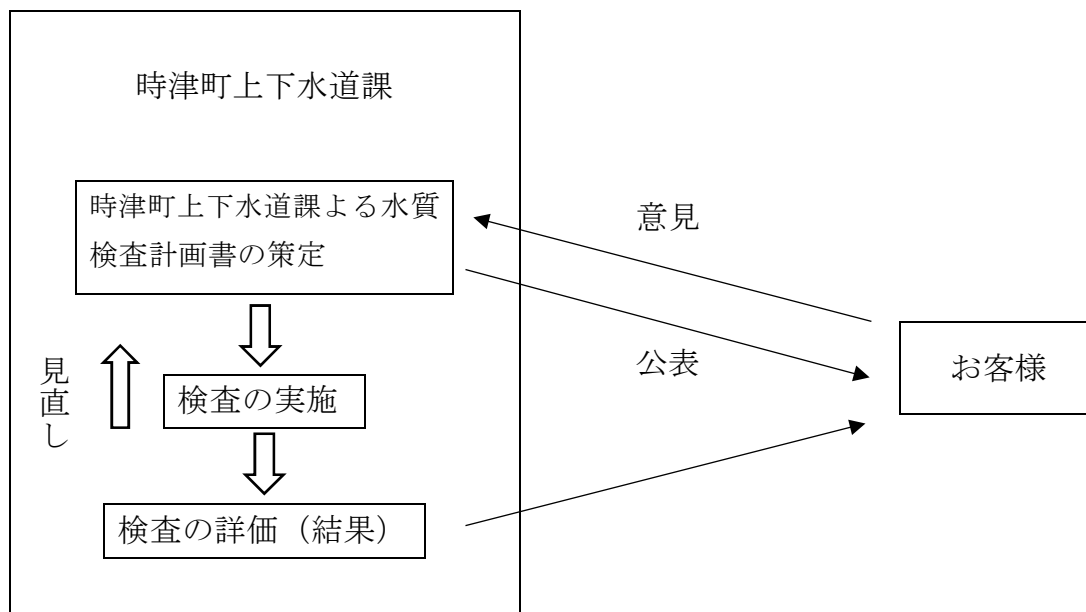 時津町上下水道課
時津町上下水道課よる水質
検査計画書の策定
意見
公表
お客様
見直し
検査の実施
検査の詳価（結果）